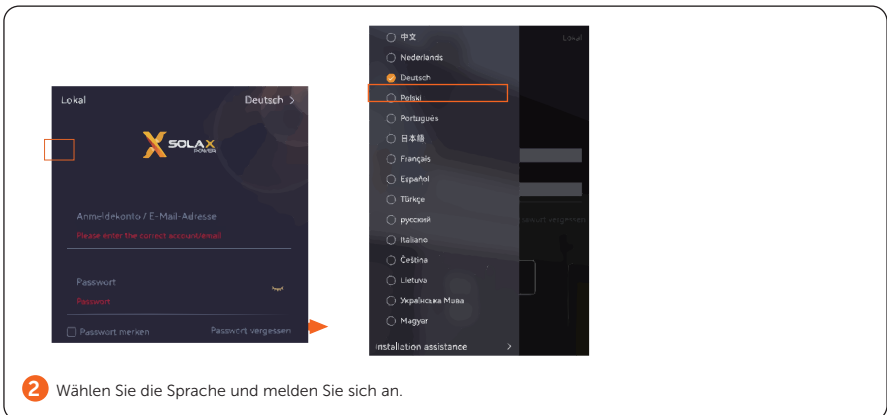 Lokal
Deutsch >
SOLAX
POWER
Anmeldekonto / E-Mail-Adresse
Please enter the correct account/email
Passwort
Passwort
Passwort merken
Passwort vergessen
中文
Nederlands
Deutsch
Polski
Português
日本語
Français
Español
Türkçe
русский
Italiano
Čeština
Lietuva
Українська Мова
Magyar
Installation assistance >
Lokal
Passwort vergessen
2 Wählen Sie die Sprache und melden Sie sich an.